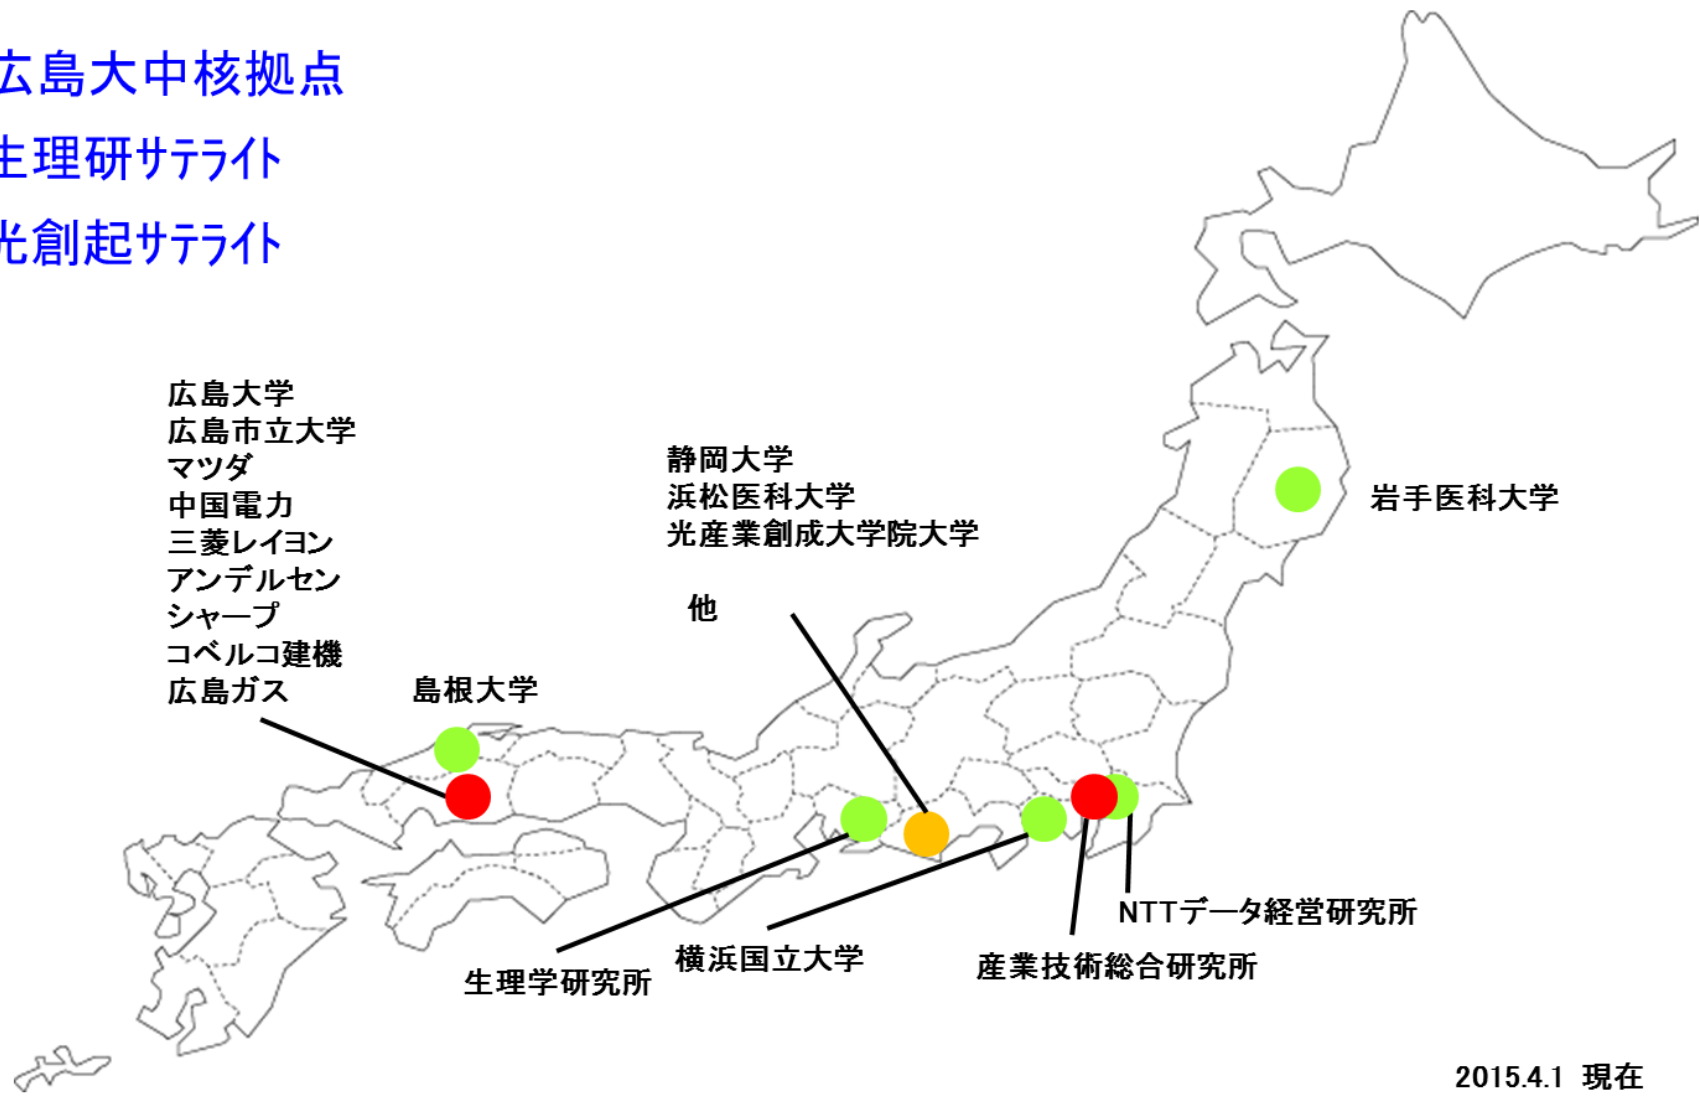 広島大中核拠点
生理研サテライト
光創起サテライト
広島大学
広島市立大学
マツダ
中国電力
三菱レイヨン
アンデルセン
シャープ
コベルコ建機
広島ガス
島根大学
静岡大学
浜松医科大学
光産業創成大学院大学
他
岩手医科大学
NTTデータ経営研究所
産業技術総合研究所
横浜国立大学
生理学研究所
2015.4.1 現在